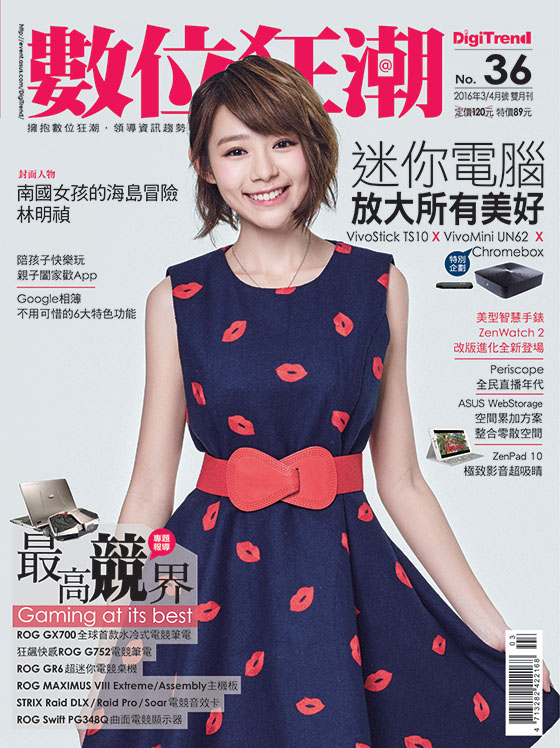 http://event.asus.com/Digitrend/
數位狂潮
@
擁抱數位狂潮，領導資訊趨勢
DigiTrend
No. 36
2016年3/4月號 雙月刊
定價120元 特價89元
封面人物
南國女孩的海島冒險
林明禎
陪孩子快樂玩
親子闔家歡App
Google相簿
不用可惜的6大特色功能
迷你電腦
放大所有美好
VivoStick TS10 X VivoMini UN62 X
Chromebox
特別
企劃
美型智慧手錶
ZenWatch 2
改版進化全新登場
Periscope
全民直播年代
ASUS WebStorage
空間累加方案
整合零散空間
ZenPad 10
極致影音超吸睛
專題
報導
最高競界
Gaming at its best
ROG GX700 全球首款水冷式電競筆電
狂飆快感ROG G752電競筆電
ROG GR6 超迷你電競桌機
ROG MAXIMUS VIII Extreme/Assembly主機板
STRIX Raid DLX / Raid Pro / Soar電競音效卡
ROG Swift PG348Q曲面電競顯示器
03
4 713282 422168